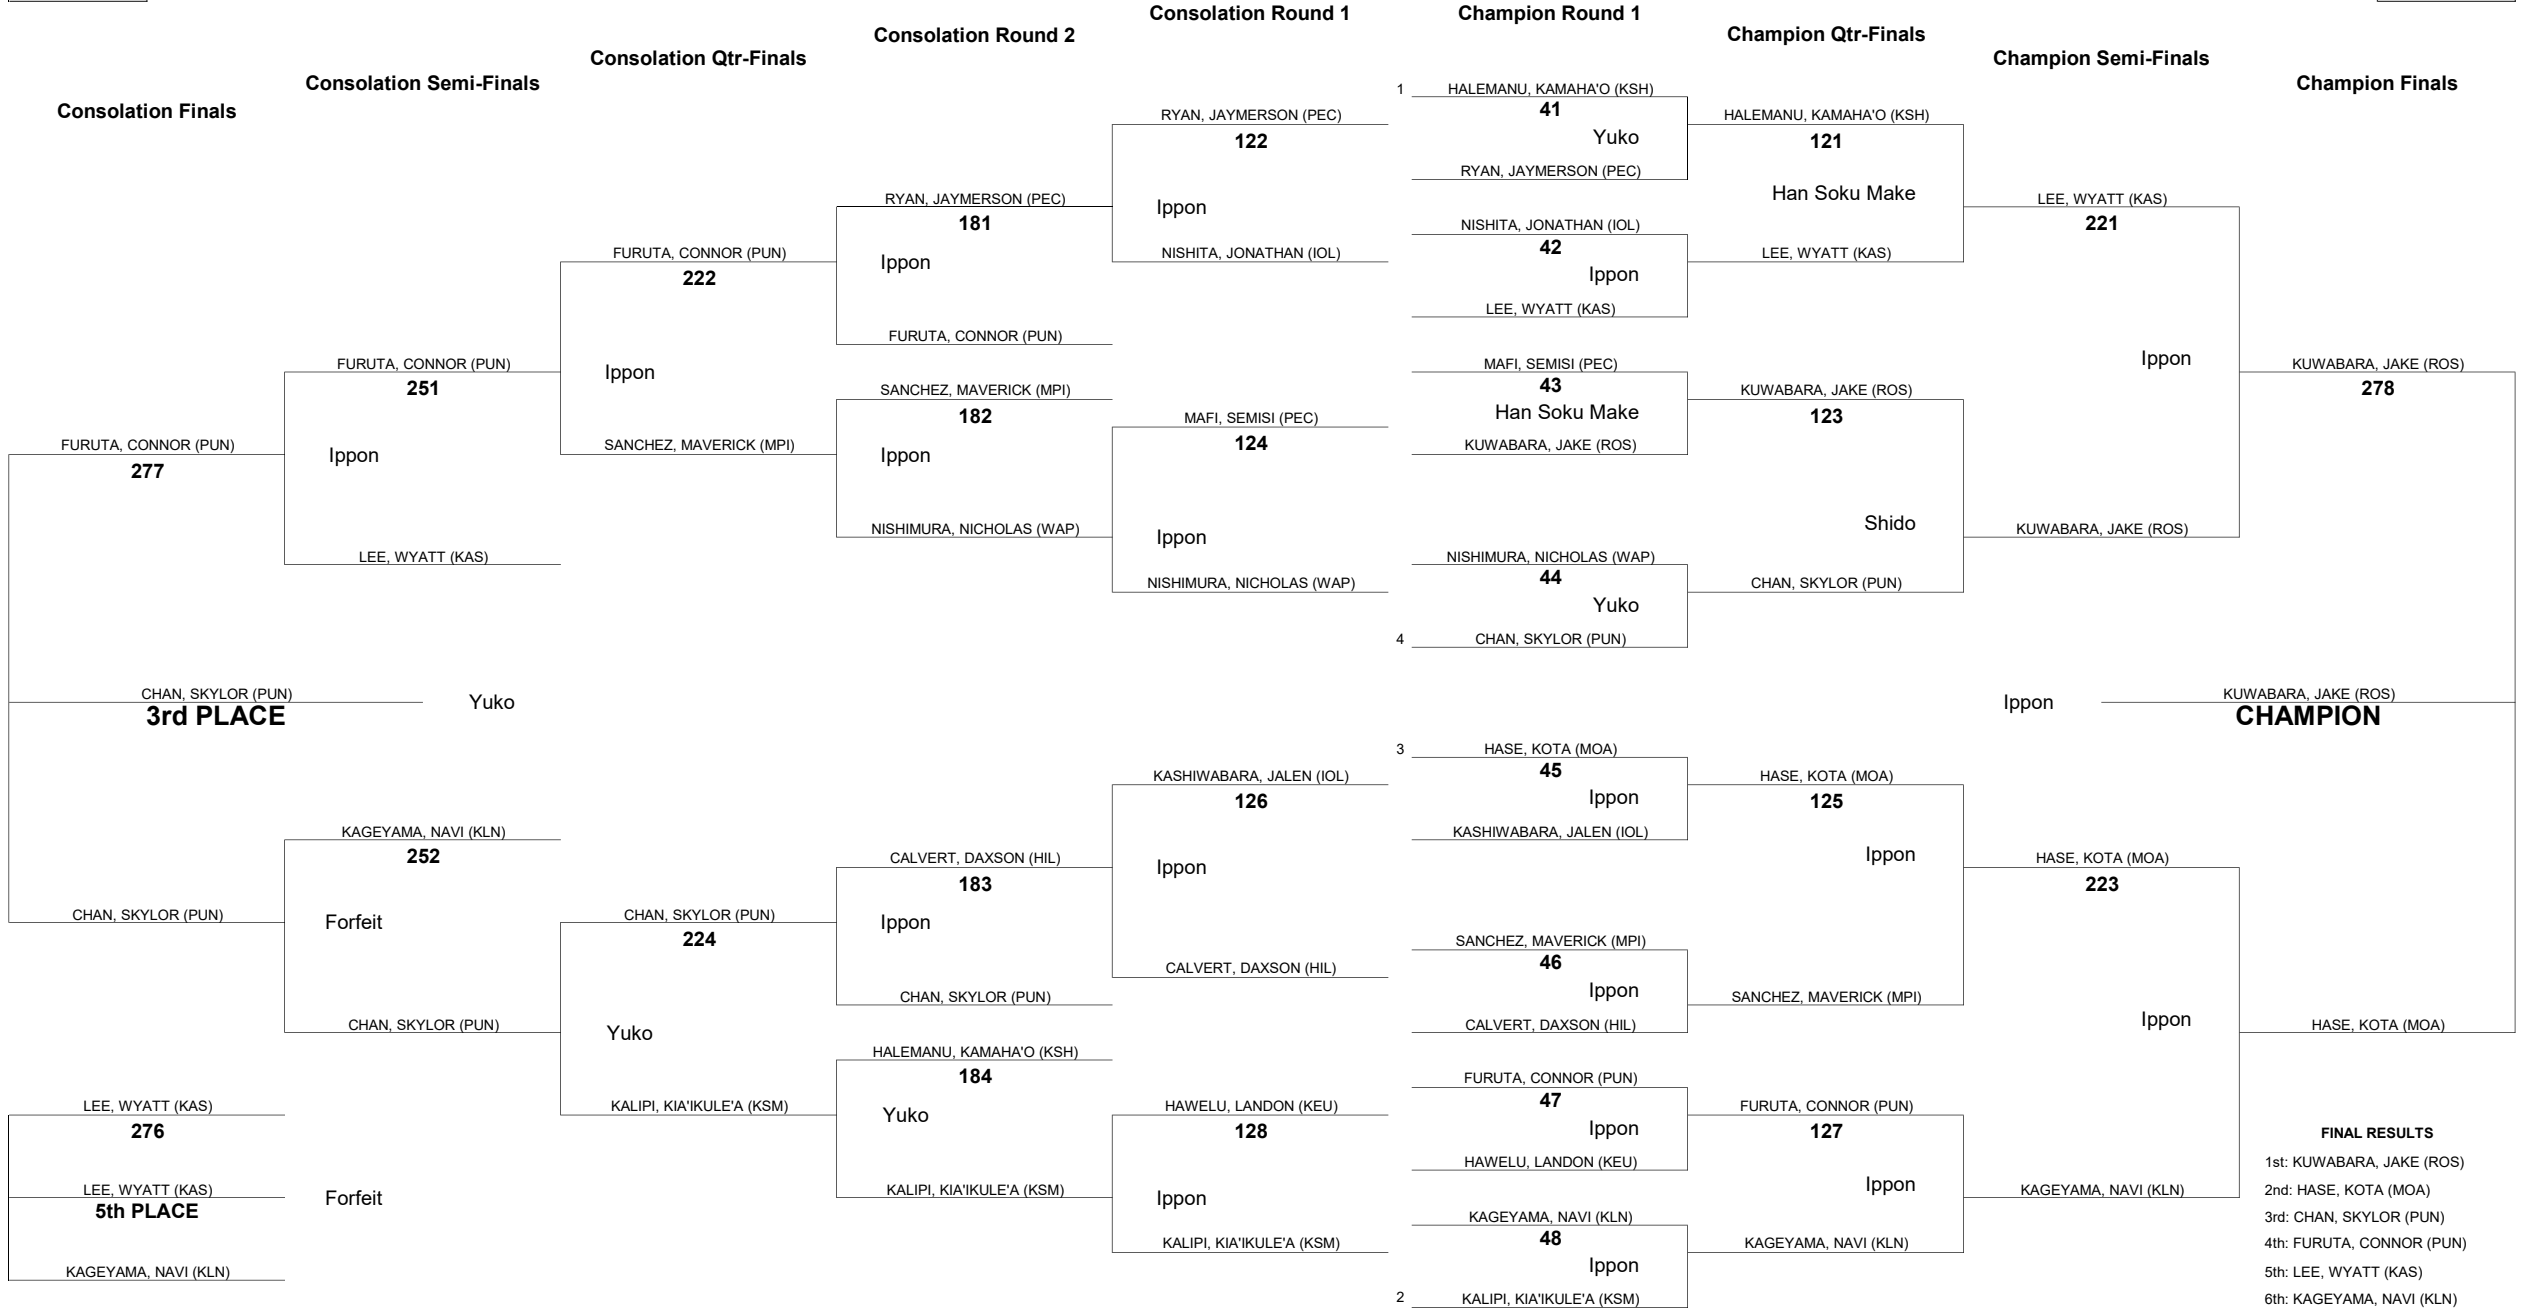 Consolation Finals
FURUTA, CONNOR (PUN)
277
CHAN, SKYLOR (PUN)
3rd PLACE
Yuko
CHAN, SKYLOR (PUN)
LEE, WYATT (KAS)
276
LEE, WYATT (KAS)
5th PLACE
Forfeit
KAGEYAMA, NAVI (KLN)
Consolation Semi-Finals
FURUTA, CONNOR (PUN)
251
Ippon
LEE, WYATT (KAS)
KAGEYAMA, NAVI (KLN)
252
Forfeit
CHAN, SKYLOR (PUN)
Consolation Qtr-Finals
FURUTA, CONNOR (PUN)
222
Ippon
SANCHEZ, MAVERICK (MPI)
CHAN, SKYLOR (PUN)
224
Yuko
KALIPI, KIA'IKULE'A (KSM)
Consolation Round 2
RYAN, JAYMERSON (PEC)
181
Ippon
FURUTA, CONNOR (PUN)
SANCHEZ, MAVERICK (MPI)
182
Ippon
NISHIMURA, NICHOLAS (WAP)
CALVERT, DAXSON (HIL)
183
Ippon
CHAN, SKYLOR (PUN)
HALEMANU, KAMAHA'O (KSH)
184
Yuko
KALIPI, KIA'IKULE'A (KSM)
Consolation Round 1
RYAN, JAYMERSON (PEC)
122
Ippon
NISHITA, JONATHAN (IOL)
MAFI, SEMISI (PEC)
124
Ippon
NISHIMURA, NICHOLAS (WAP)
KASHIWABARA, JALEN (IOL)
126
Ippon
CALVERT, DAXSON (HIL)
HAWELU, LANDON (KEU)
128
Ippon
KALIPI, KIA'IKULE'A (KSM)
Champion Round 1
1 HALEMANU, KAMAHA'O (KSH)
41
Yuko
RYAN, JAYMERSON (PEC)
NISHITA, JONATHAN (IOL)
42
Ippon
LEE, WYATT (KAS)
MAFI, SEMISI (PEC)
43
Han Soku Make
KUWABARA, JAKE (ROS)
NISHIMURA, NICHOLAS (WAP)
44
Yuko
4 CHAN, SKYLOR (PUN)
3 HASE, KOTA (MOA)
45
Ippon
KASHIWABARA, JALEN (IOL)
SANCHEZ, MAVERICK (MPI)
46
Ippon
CALVERT, DAXSON (HIL)
FURUTA, CONNOR (PUN)
47
Ippon
HAWELU, LANDON (KEU)
KAGEYAMA, NAVI (KLN)
48
Ippon
2 KALIPI, KIA'IKULE'A (KSM)
Champion Qtr-Finals
HALEMANU, KAMAHA'O (KSH)
121
Han Soku Make
LEE, WYATT (KAS)
KUWABARA, JAKE (ROS)
123
Shido
CHAN, SKYLOR (PUN)
HASE, KOTA (MOA)
125
Ippon
SANCHEZ, MAVERICK (MPI)
FURUTA, CONNOR (PUN)
127
Ippon
KAGEYAMA, NAVI (KLN)
Champion Semi-Finals
LEE, WYATT (KAS)
221
Ippon
KUWABARA, JAKE (ROS)
HASE, KOTA (MOA)
223
Ippon
KAGEYAMA, NAVI (KLN)
Champion Finals
KUWABARA, JAKE (ROS)
278
Ippon
KUWABARA, JAKE (ROS)
CHAMPION
HASE, KOTA (MOA)
FINAL RESULTS
1st: KUWABARA, JAKE (ROS)
2nd: HASE, KOTA (MOA)
3rd: CHAN, SKYLOR (PUN)
4th: FURUTA, CONNOR (PUN)
5th: LEE, WYATT (KAS)
6th: KAGEYAMA, NAVI (KLN)